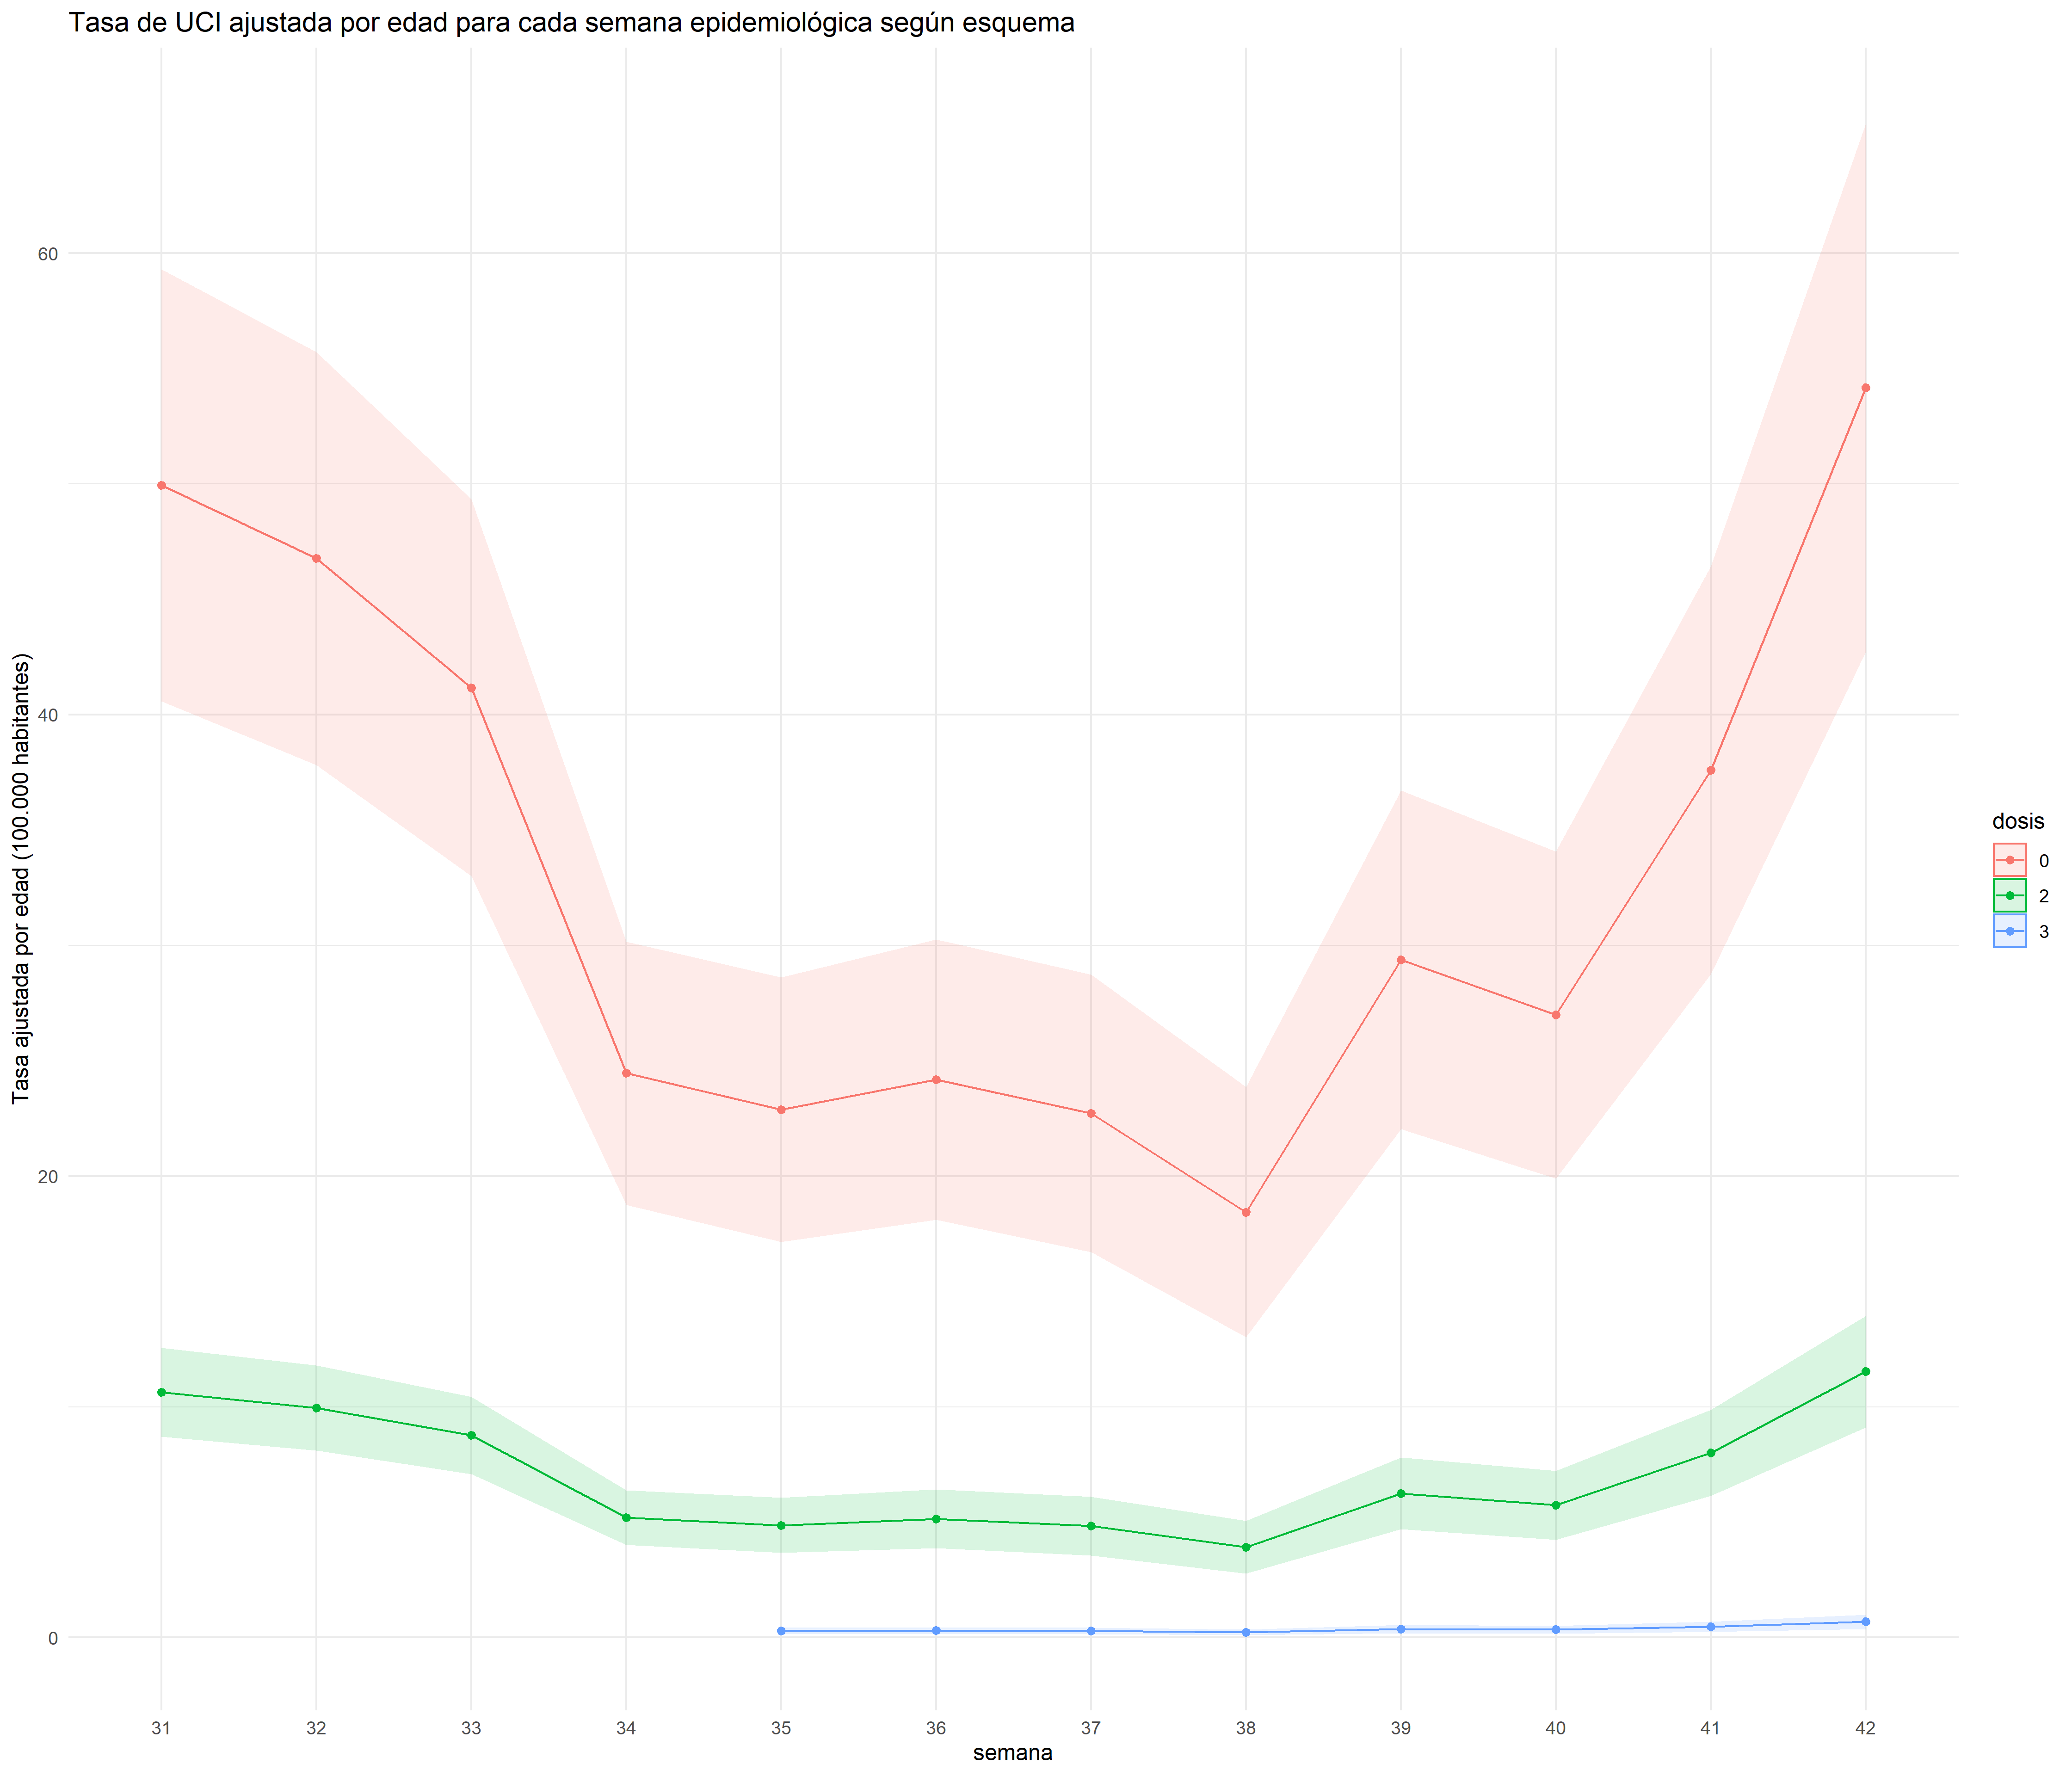 Tasa de UCI ajustada por edad para cada semana epidemiológica según esquema
Tasa ajustada por edad (100.000 habitantes)
60
40
20
0
31 32 33 34 35 36 37 38 39 40 41 42
semana
dosis
0
2
3